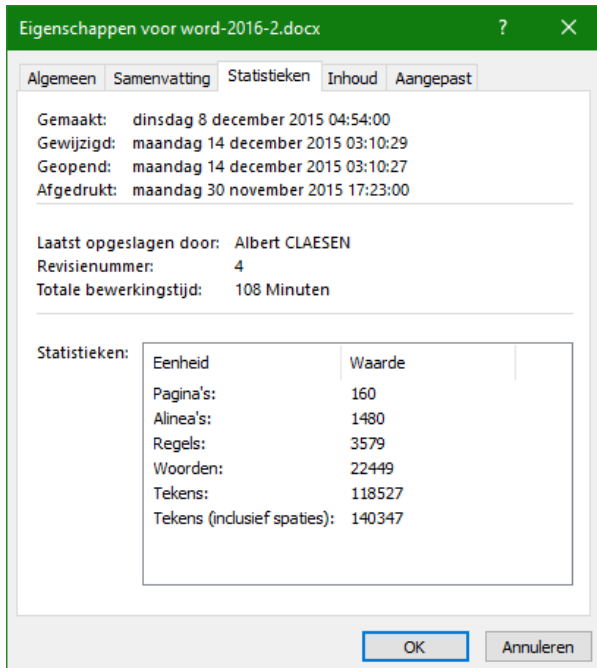 Eigenschappen voor word-2016-2.docx ? ×
Algemeen Samenvatting Statistieken Inhoud Aangepast
Gemaakt: dinsdag 8 december 2015 04:54:00
Gewijzigd: maandag 14 december 2015 03:10:29
Geopend: maandag 14 december 2015 03:10:27
Afgedrukt: maandag 30 november 2015 17:23:00
Laatst opgeslagen door: Albert CLAESEN
Revisienummer: 4
Totale bewerkingstijd: 108 Minuten
Statistieken:
Eenheid Waarde
Pagina's: 160
Alinea's: 1480
Regels: 3579
Woorden: 22449
Tekens: 118527
Tekens (inclusief spaties): 140347
OK Annuleren